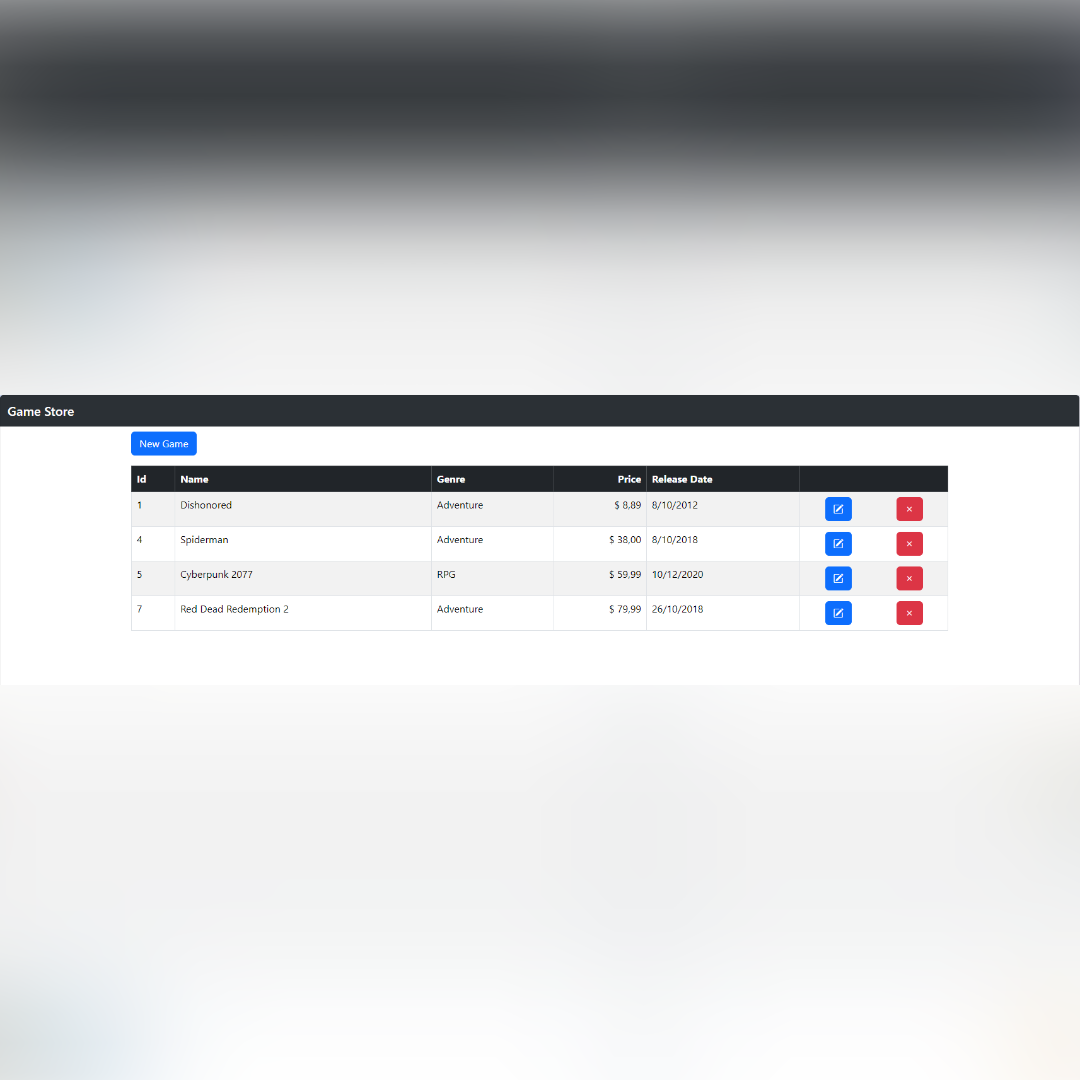 Game Store
New Game
Id Name Genre Price Release Date
1 Dishonored Adventure $ 8,89 8/10/2012
4 Spiderman Adventure $ 38,00 8/10/2018
5 Cyberpunk 2077 RPG $ 59,99 10/12/2020
7 Red Dead Redemption 2 Adventure $ 79,99 26/10/2018